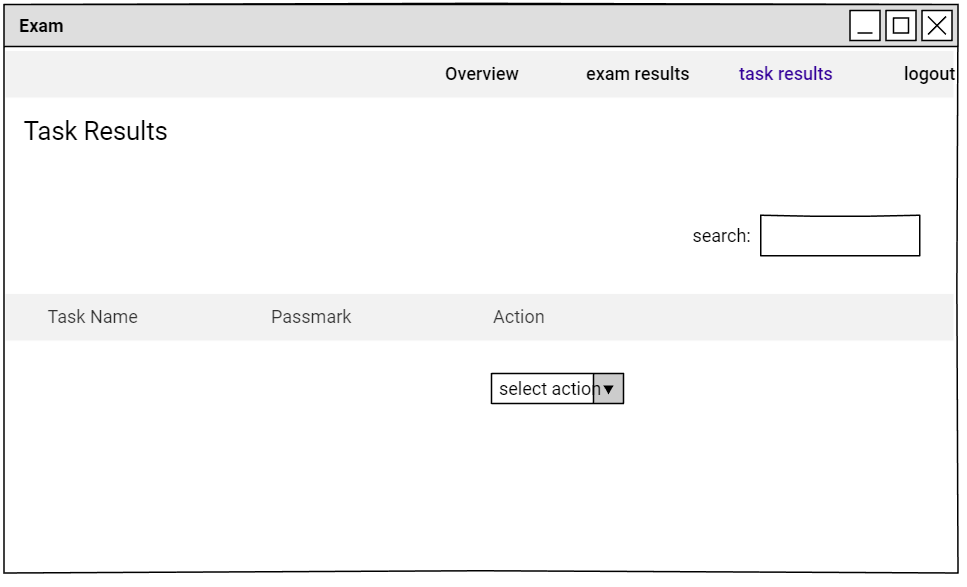 Exam
Overview exam results task results logout
Task Results
search:
Task Name Passmark Action
select action